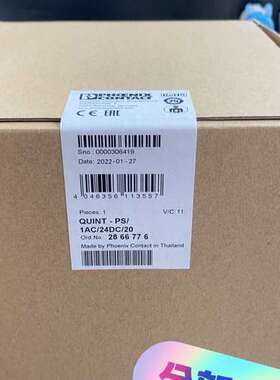 PHOENIX
CONTACT
Sno.: 0000306419
Date: 2022-01-27
4 046356 113557
Pieces: 1 V/C: 11
QUINT - PS/
1AC/24DC/20
Ord.No.: 28 66 77 6
Made by Phoenix Contact in Thailand